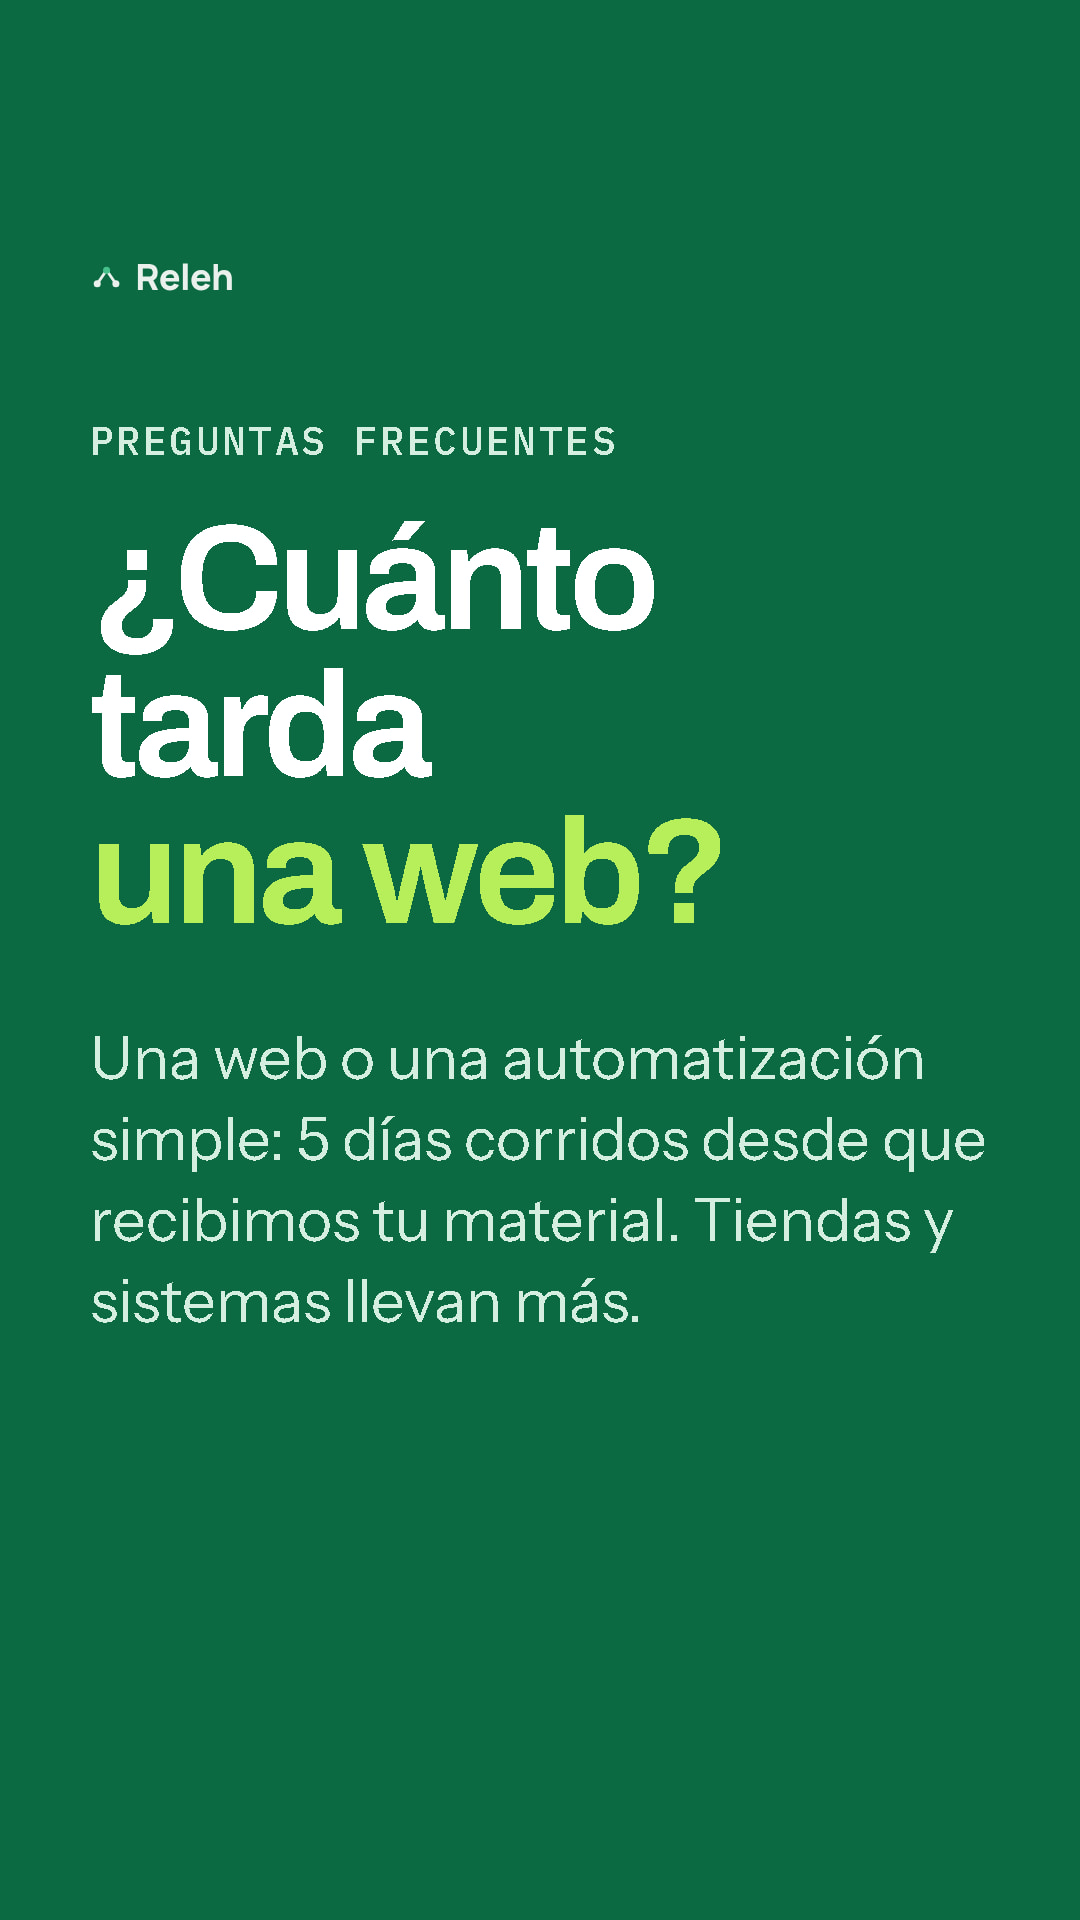 Releh
PREGUNTAS FRECUENTES
¿Cuánto
tarda
una web?
Una web o una automatización
simple: 5 días corridos desde que
recibimos tu material. Tiendas y
sistemas llevan más.